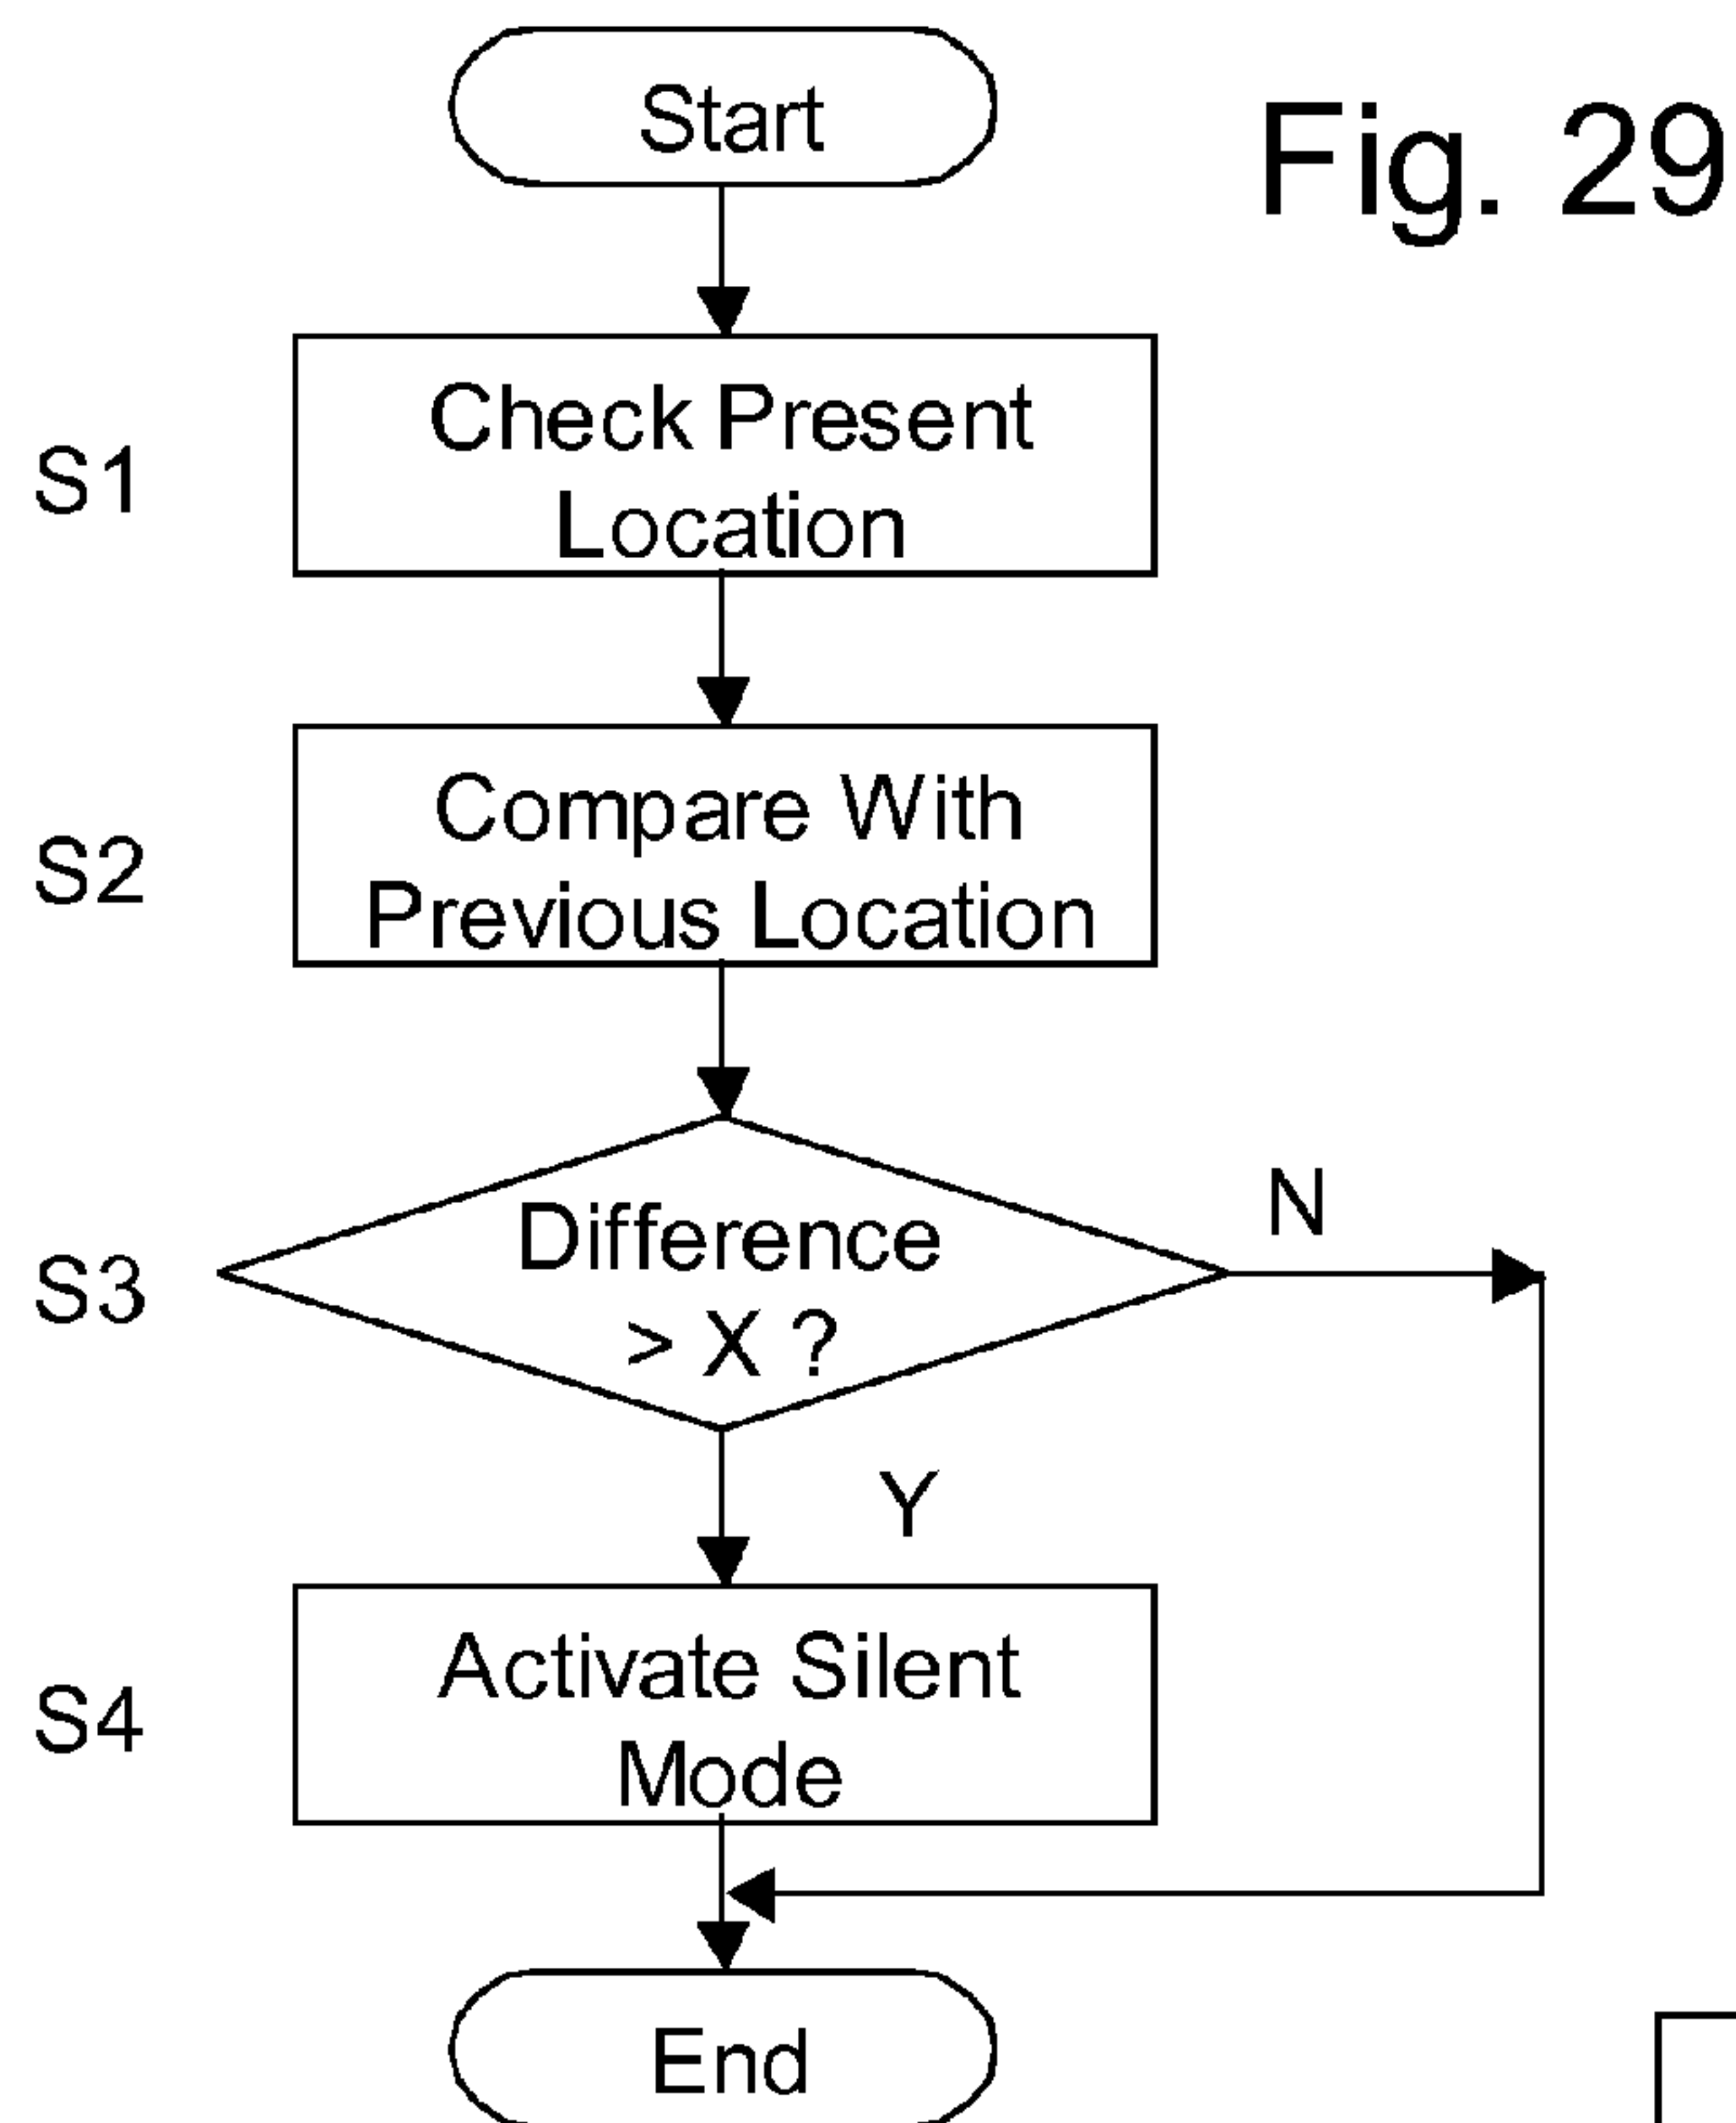 Start
Fig. 29
S1
Check Present
Location
S2
Compare With
Previous Location
S3
Difference
> X ?
N
Y
S4
Activate Silent
Mode
End